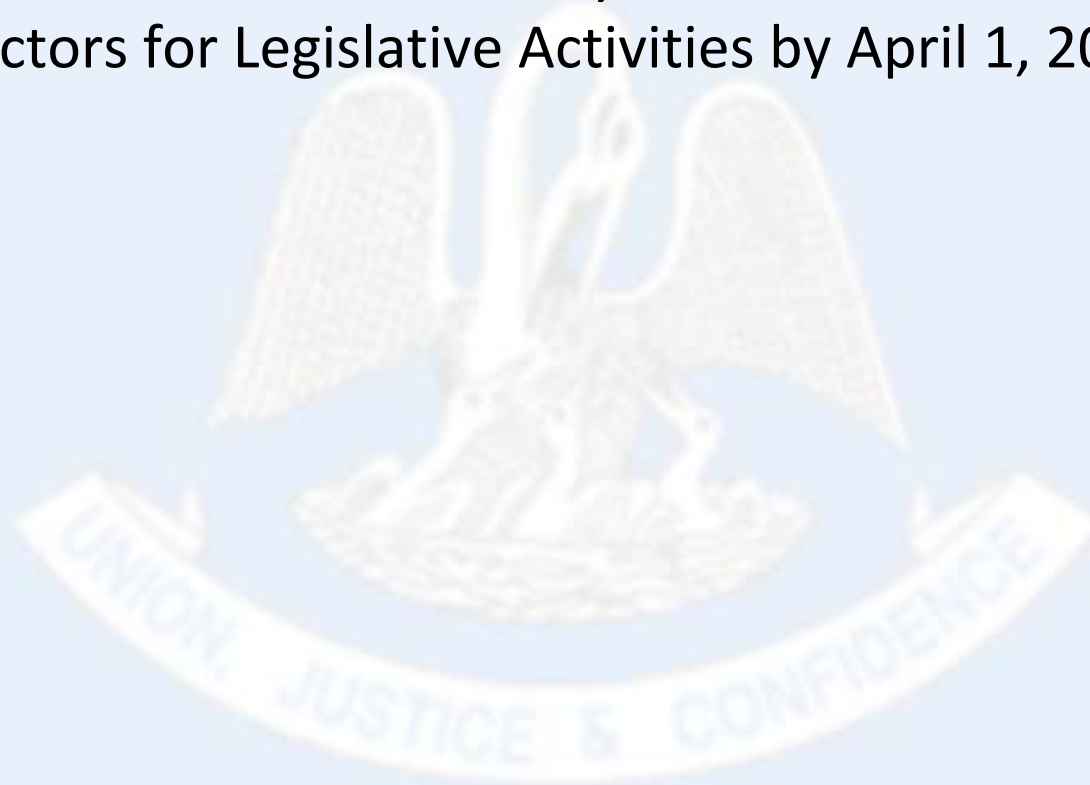 ctors for Legislative Activities by April 1, 20
UNION, JUSTICE & CONFIDENCE